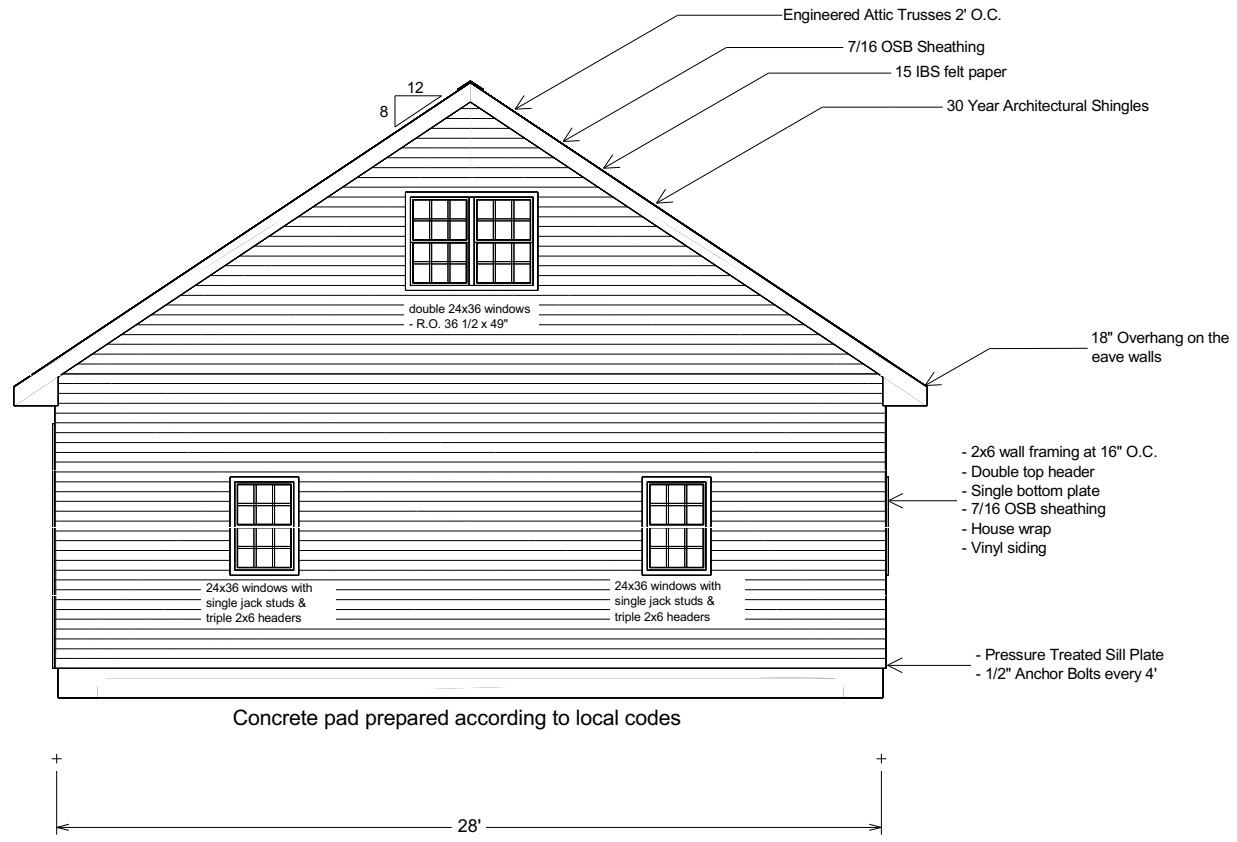 Engineered Attic Trusses 2' O.C.
7/16 OSB Sheathing
15 IBS felt paper
30 Year Architectural Shingles
12
8
double 24x36 windows
- R.O. 36 1/2 x 49"
18" Overhang on the
eave walls
- 2x6 wall framing at 16" O.C.
- Double top header
- Single bottom plate
- 7/16 OSB sheathing
- House wrap
- Vinyl siding
24x36 windows with
single jack studs &
triple 2x6 headers
24x36 windows with
single jack studs &
triple 2x6 headers
- Pressure Treated Sill Plate
- 1/2" Anchor Bolts every 4'
Concrete pad prepared according to local codes
28'